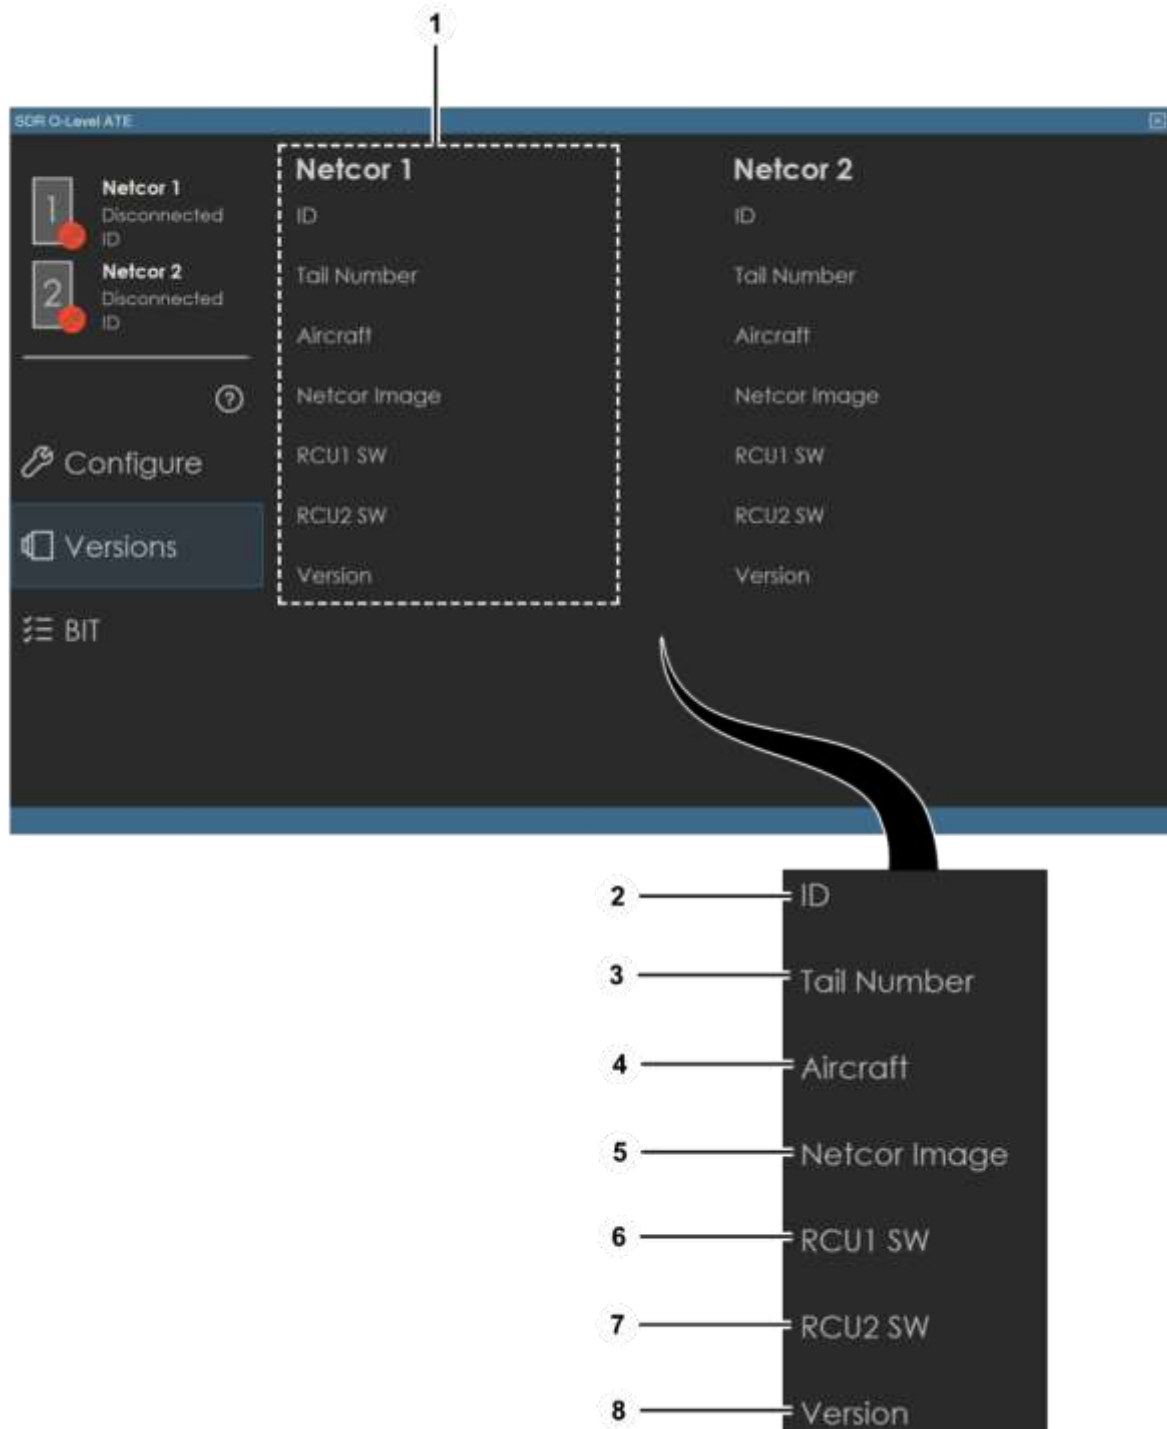 1
SDR O-Level ATE
1
Netcor 1
Disconnected
ID
2
Netcor 2
Disconnected
ID
Configure
Versions
BIT
Netcor 1
ID
Tail Number
Aircraft
Netcor Image
RCU1 SW
RCU2 SW
Version
Netcor 2
ID
Tail Number
Aircraft
Netcor Image
RCU1 SW
RCU2 SW
Version
2 ID
3 Tail Number
4 Aircraft
5 Netcor Image
6 RCU1 SW
7 RCU2 SW
8 Version